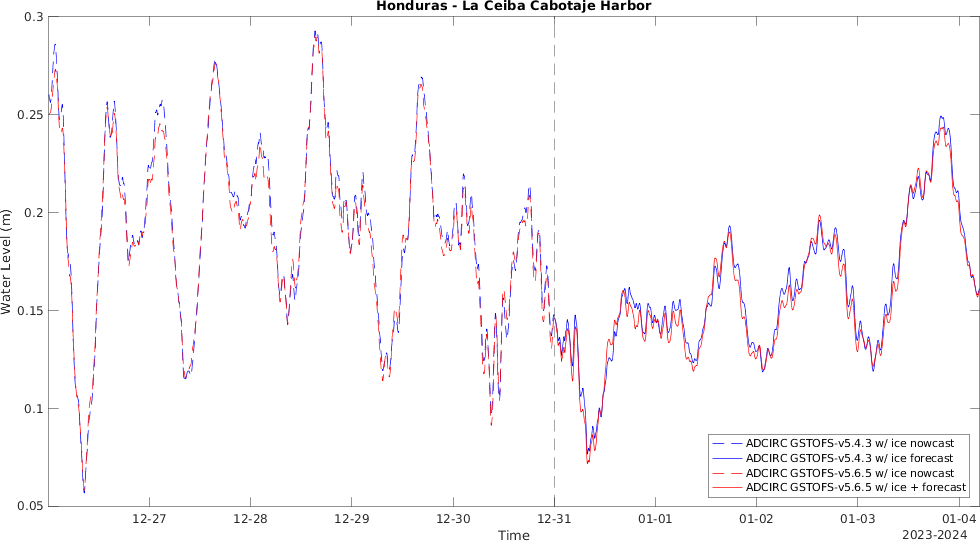 Honduras - La Ceiba Cabotaje Harbor
0.3
0.25
0.2
0.15
0.1
0.05
Water Level (m)
ADCIRC GSTOFS-v5.4.3 w/ ice nowcast
ADCIRC GSTOFS-v5.4.3 w/ ice forecast
ADCIRC GSTOFS-v5.6.5 w/ ice nowcast
ADCIRC GSTOFS-v5.6.5 w/ ice + forecast
12-27 12-28 12-29 12-30 12-31 01-01 01-02 01-03 01-04
Time
2023-2024